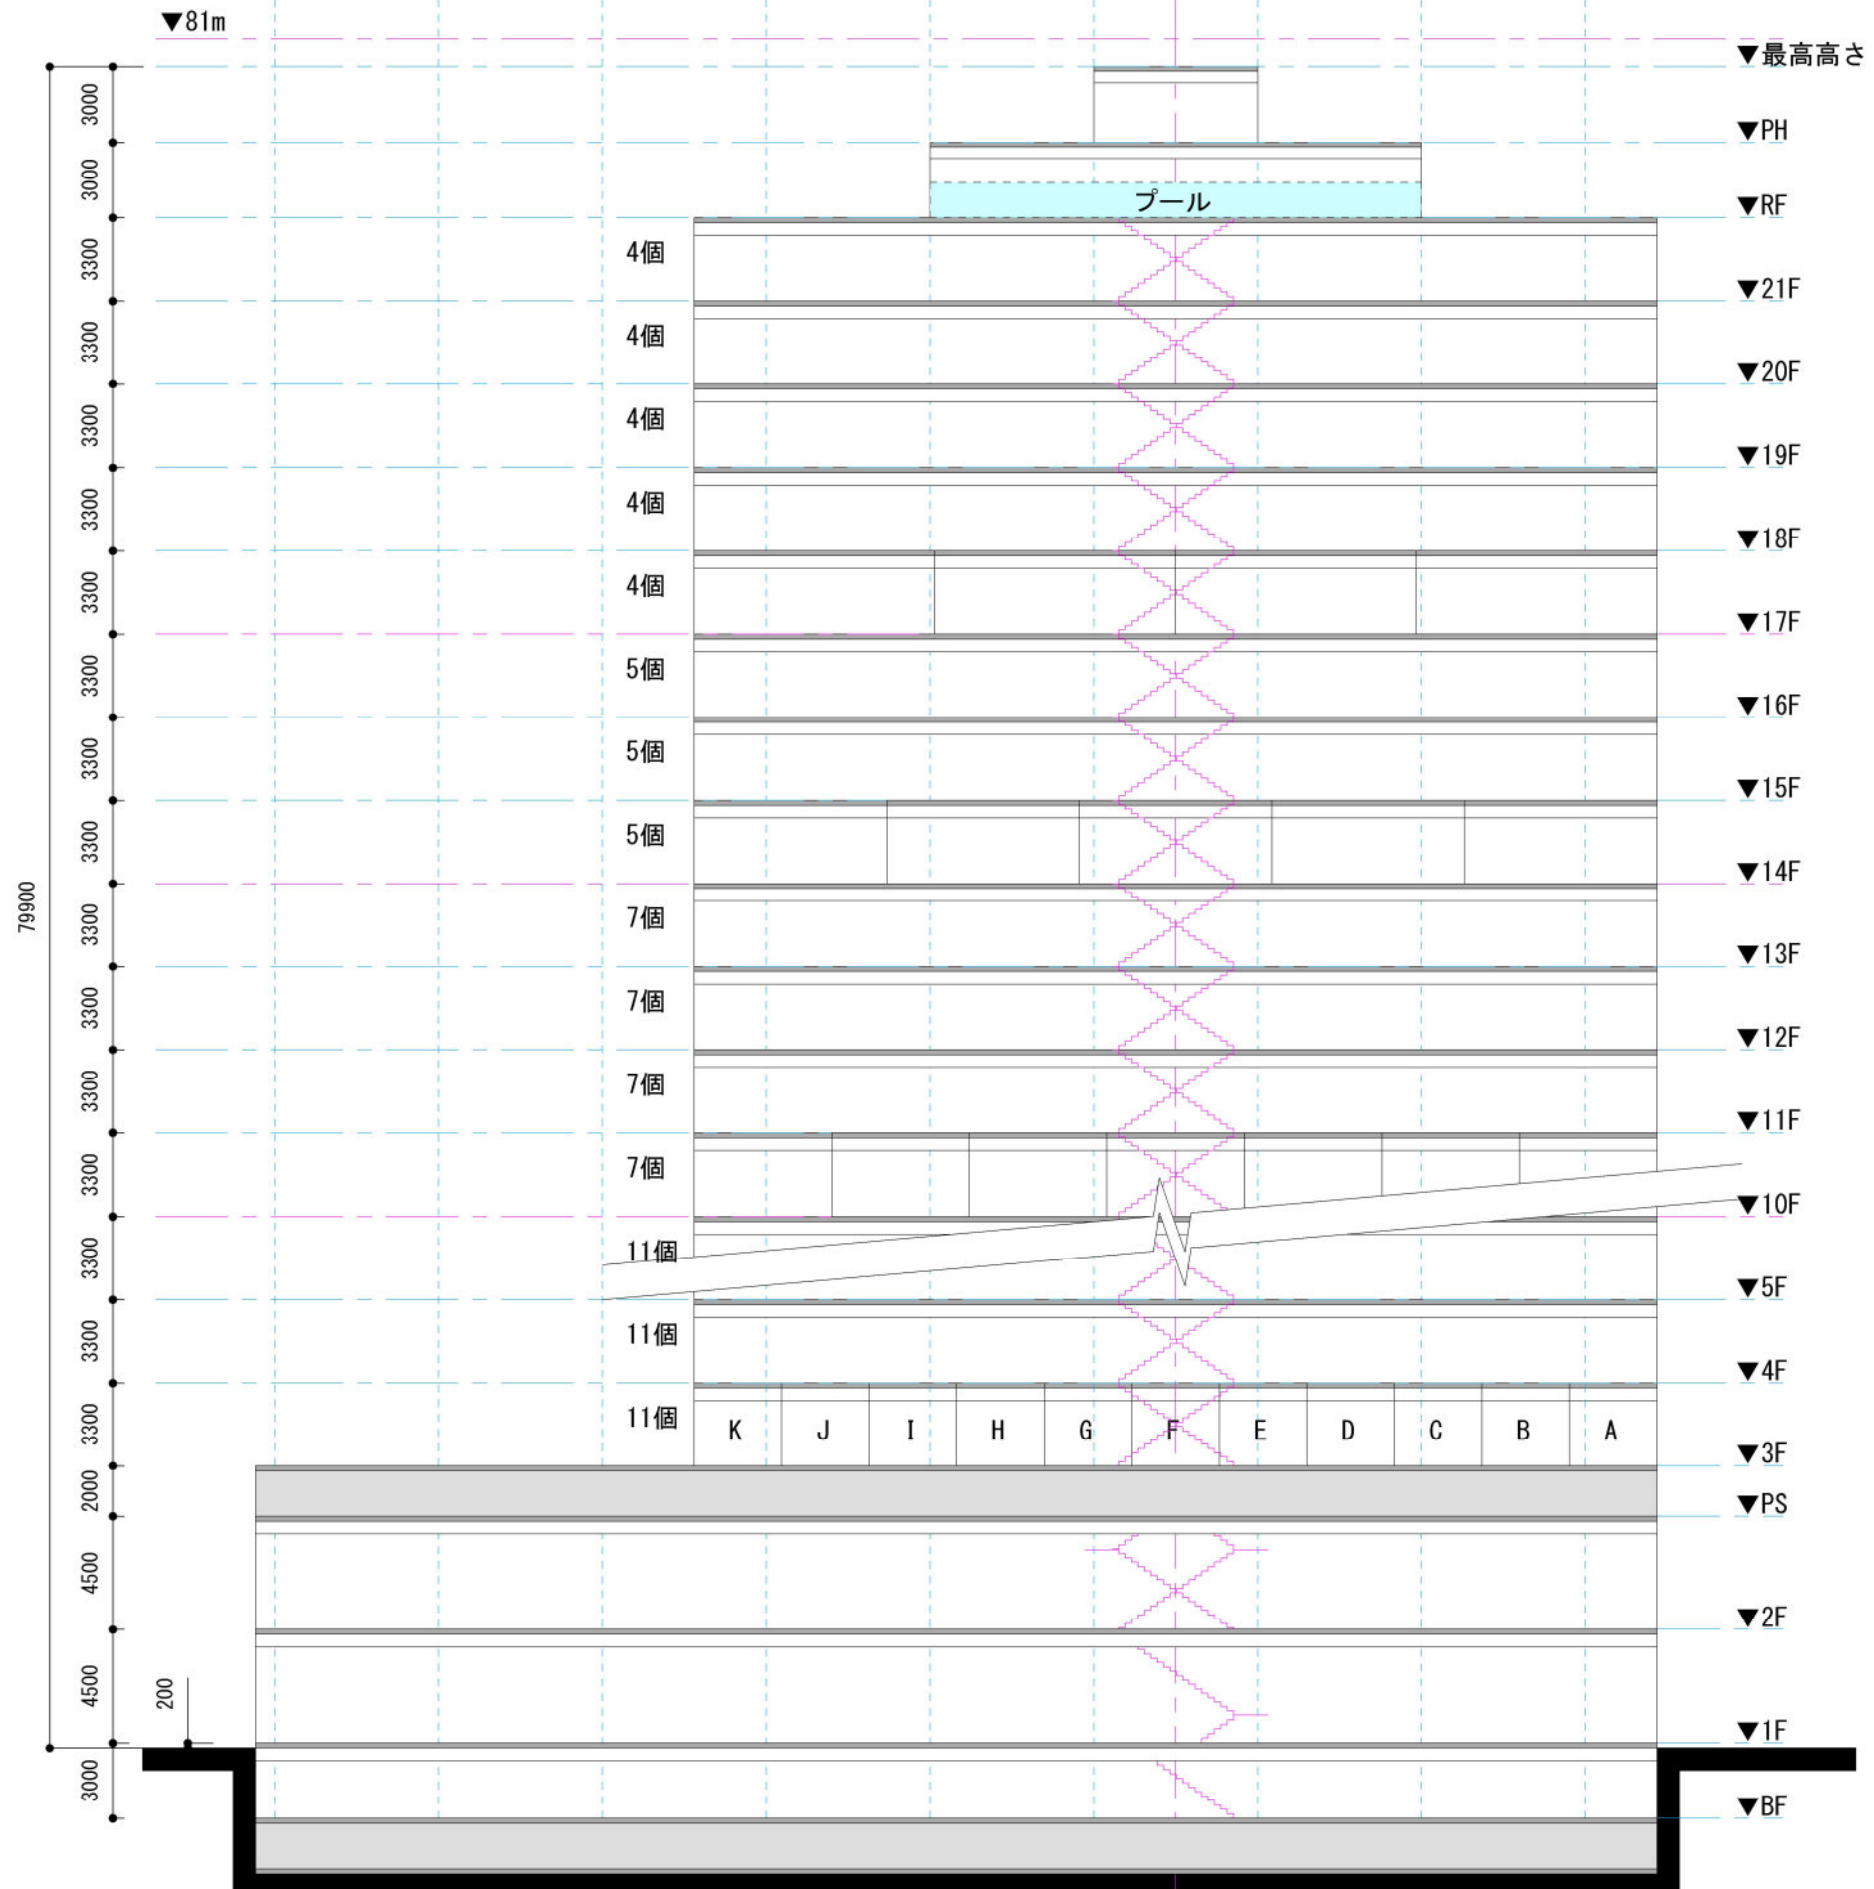 ▼81m
▼最高高さ
3000
▼PH
3000
プール
▼RF
3300
4個
▼21F
3300
4個
▼20F
3300
4個
▼19F
3300
4個
▼18F
3300
4個
▼17F
3300
5個
▼16F
3300
5個
▼15F
3300
5個
▼14F
79900
3300
7個
▼13F
3300
7個
▼12F
3300
7個
▼11F
3300
7個
▼10F
3300
11個
▼5F
3300
11個
▼4F
3300
11個
K J I H G F E D C B A
▼3F
2000
▼PS
4500
▼2F
4500
200
▼1F
3000
▼BF